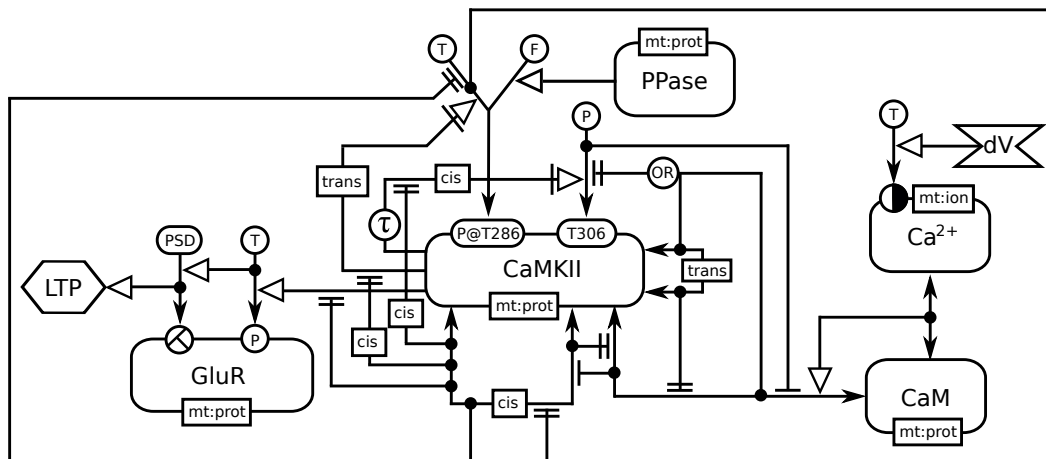 T
F
mt:prot
PPase
P
T
dV
trans
cis
OR
mt:ion
τ
PSD
T
P@T286
T306
Ca2+
LTP
CaMKII
trans
mt:prot
cis
cis
P
GluR
CaM
mt:prot
cis
mt:prot